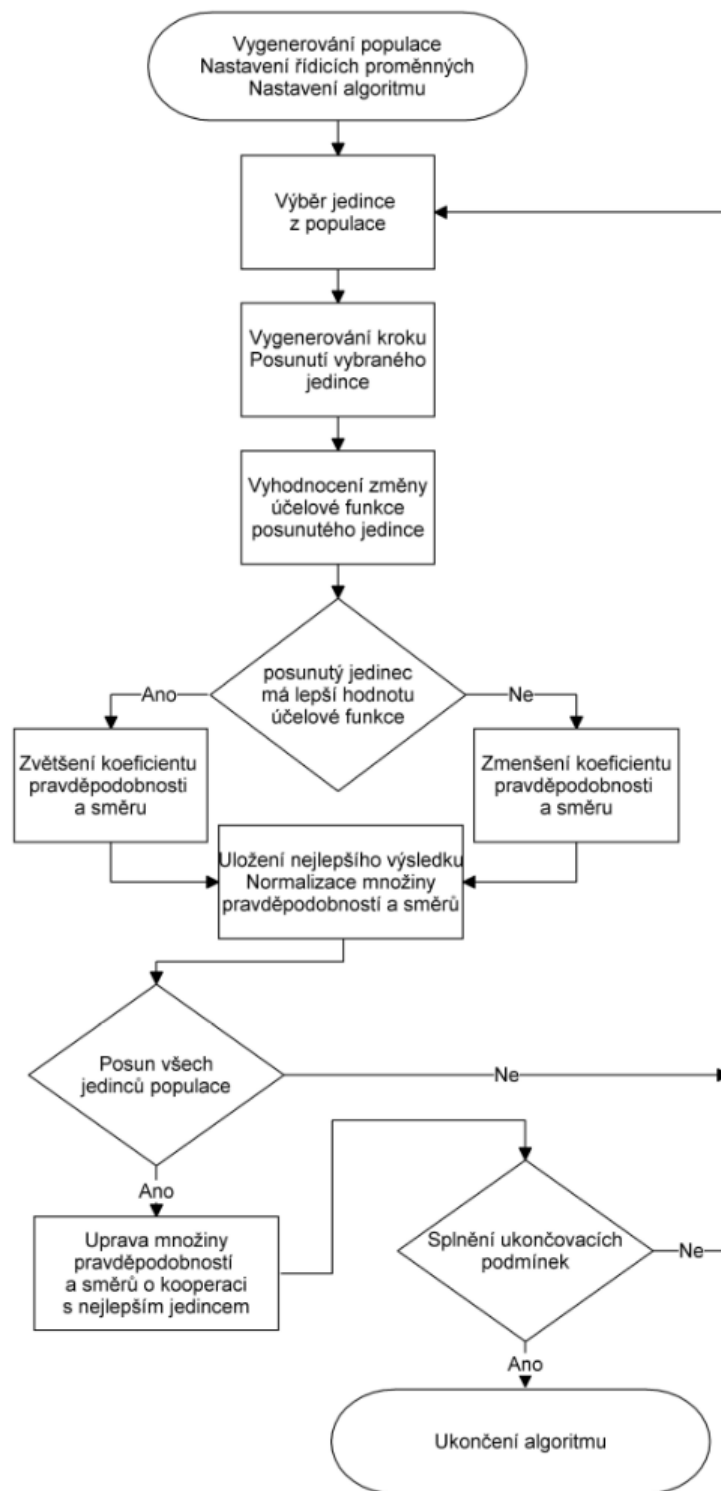 Vygenerování populace
Nastavení řídicích proměnných
Nastavení algoritmu
Výběr jedince
z populace
Vygenerování kroku
Posunutí vybraného
jedince
Vyhodnocení změny
účelové funkce
posunutého jedince
posunutý jedinec
má lepší hodnotu
účelové funkce
Ano
Ne
Zvětšení koeficientu
pravděpodobnosti
a směru
Zmenšení koeficientu
pravděpodobnosti
a směru
Uložení nejlepšího výsledku
Normalizace množiny
pravděpodobností a směrů
Posun všech
jedinců populace
Ne
Ano
Uprava množiny
pravděpodobností
a směrů o kooperaci
s nejlepším jedincem
Splnění ukončovacích
podmínek
Ne
Ano
Ukončení algoritmu